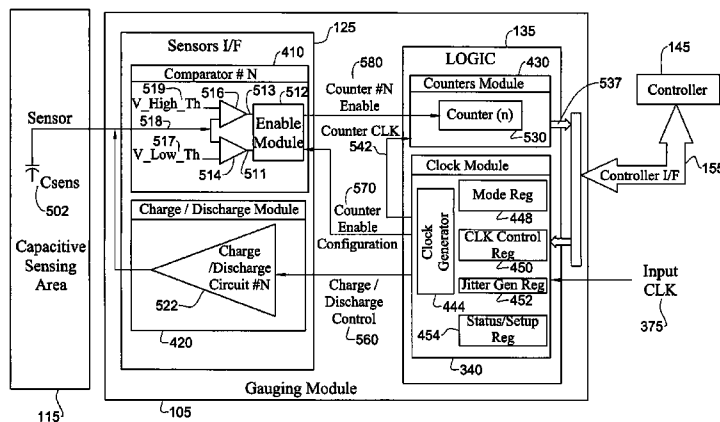 Sensors I/F
125
410
Comparator # N
519
516
513
512
V_High_Th
518
517
V_Low_Th
Enable
Module
514
511
Sensor
Csens
502
Capacitive
Sensing
Area
115
Charge / Discharge Module
Charge
/Discharge
Circuit #N
522
420
580
Counter #N
Enable
Counter CLK
542
570
Counter
Enable
Configuration
Charge /
Discharge
Control
560
LOGIC
135
430
Counters Module
Counter (n)
530
537
Clock Module
Clock
Generator
444
Mode Reg
448
CLK Control
Reg
450
Jitter Gen Reg
452
454
Status/Setup
Reg
340
145
Controller
Controller I/F
155
Input
CLK
375
Gauging Module
105